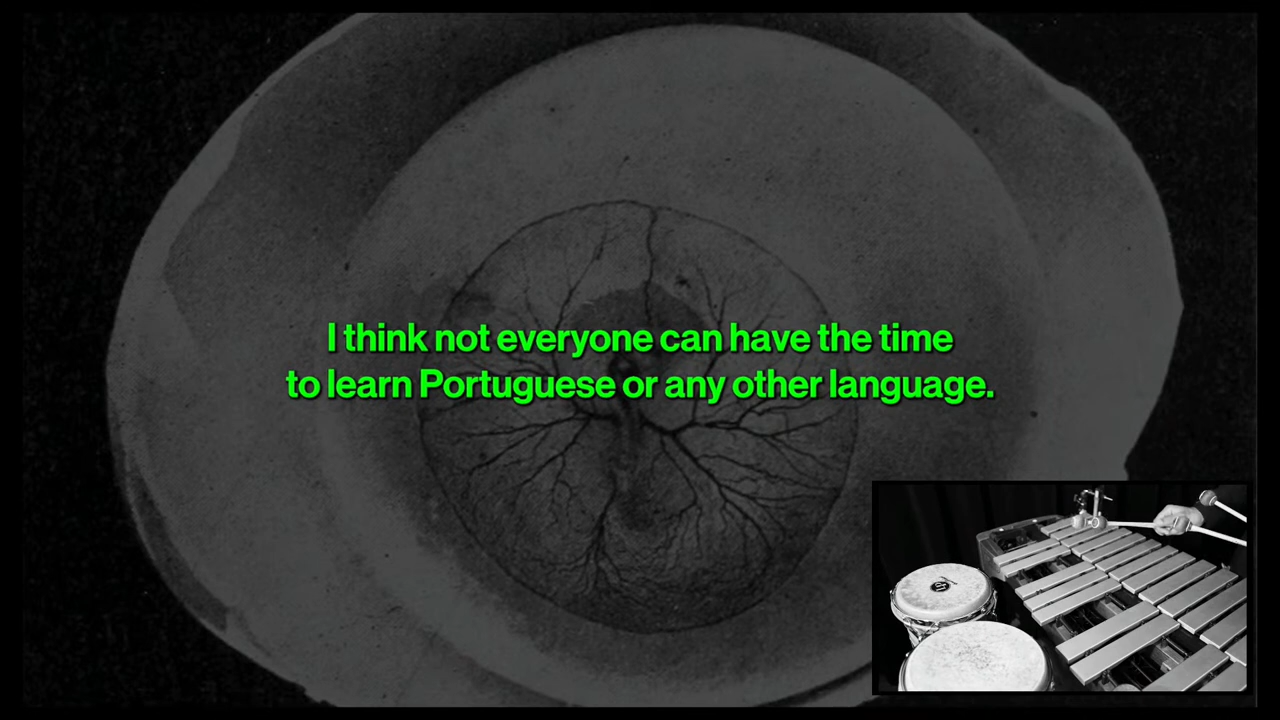 I think not everyone can have the time
to learn Portuguese or any other language.